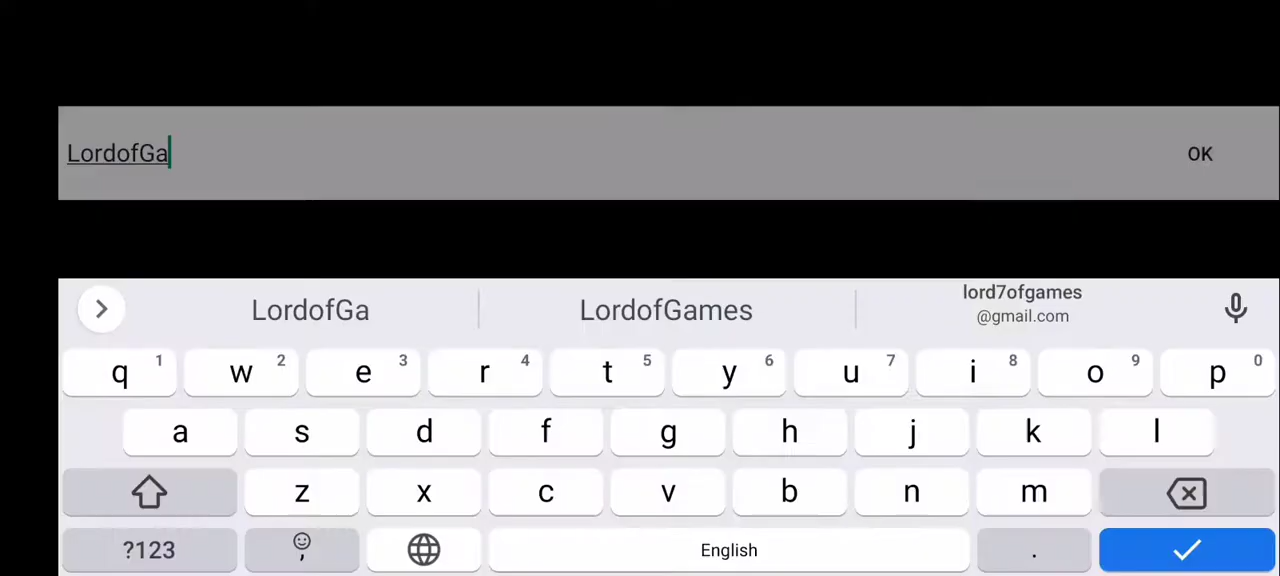 LordofGa
OK
LordofGa LordofGames lord7ofgames
@gmail.com
q 1 w 2 e 3 r 4 t 5 y 6 u 7 i 8 o 9 p 0
a s d f g h j k l
z x c v b n m
?123 , English .